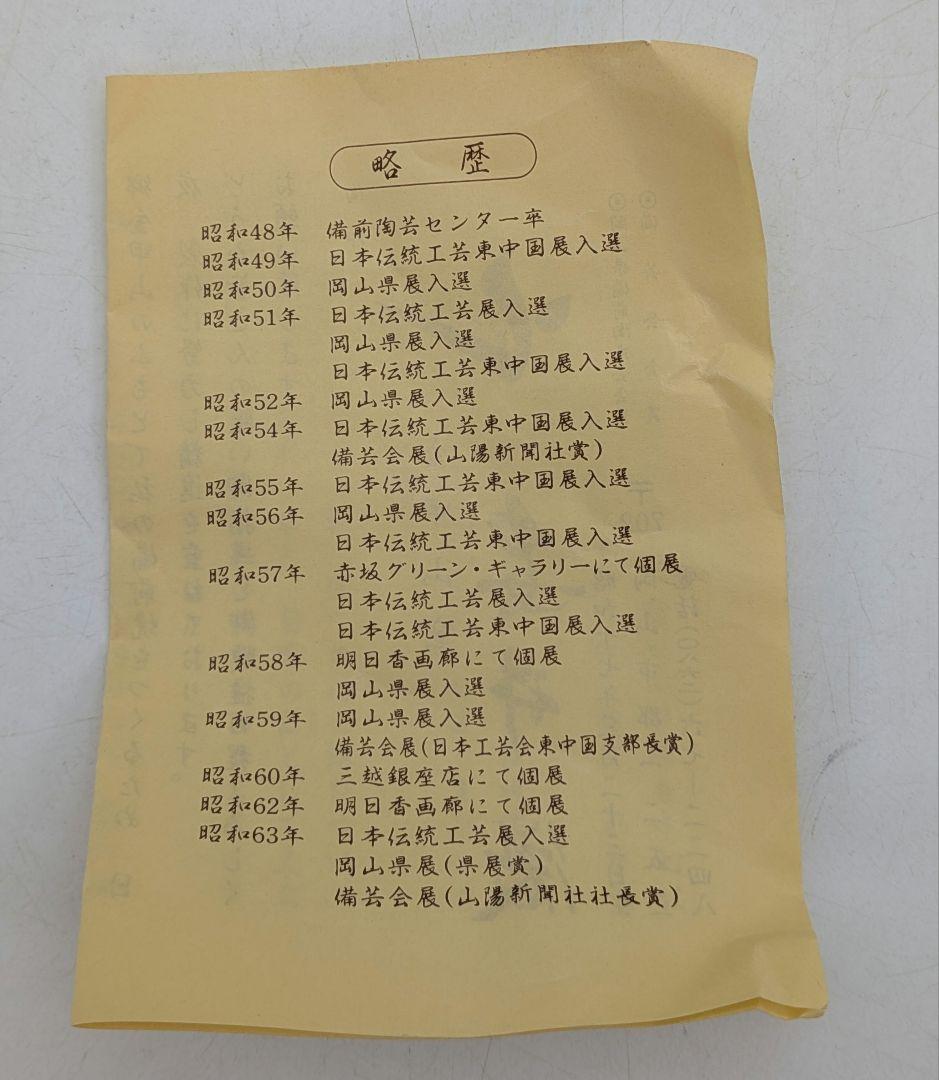 略歴
昭和48年 備前陶芸センター卒
昭和49年 日本伝統工芸東中国展入選
昭和50年 岡山県展入選
昭和51年 日本伝統工芸展入選
岡山県展入選
日本伝統工芸東中国展入選
昭和52年 岡山県展入選
昭和54年 日本伝統工芸東中国展入選
備芸会展(山陽新聞社賞)
昭和55年 日本伝統工芸東中国展入選
昭和56年 岡山県展入選
日本伝統工芸東中国展入選
昭和57年 赤坂グリーン・ギャラリーにて個展
日本伝統工芸展入選
日本伝統工芸東中国展入選
昭和58年 明日香画廊にて個展
岡山県展入選
昭和59年 岡山県展入選
備芸会展(日本工芸会東中国支部長賞)
昭和60年 三越銀座店にて個展
昭和62年 明日香画廊にて個展
昭和63年 日本伝統工芸展入選
岡山県展(県展賞)
備芸会展(山陽新聞社社長賞)